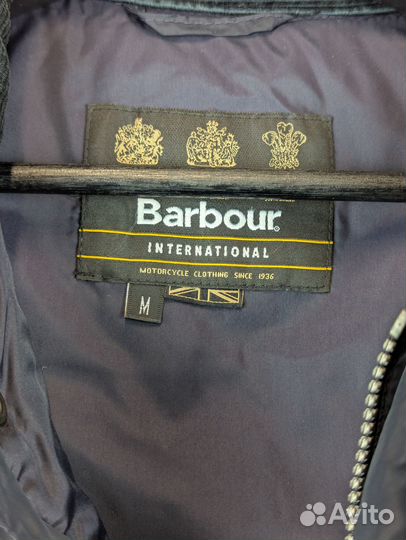 Barbour
INTERNATIONAL
MOTORCYCLE CLOTHING SINCE 1936
M
Avito